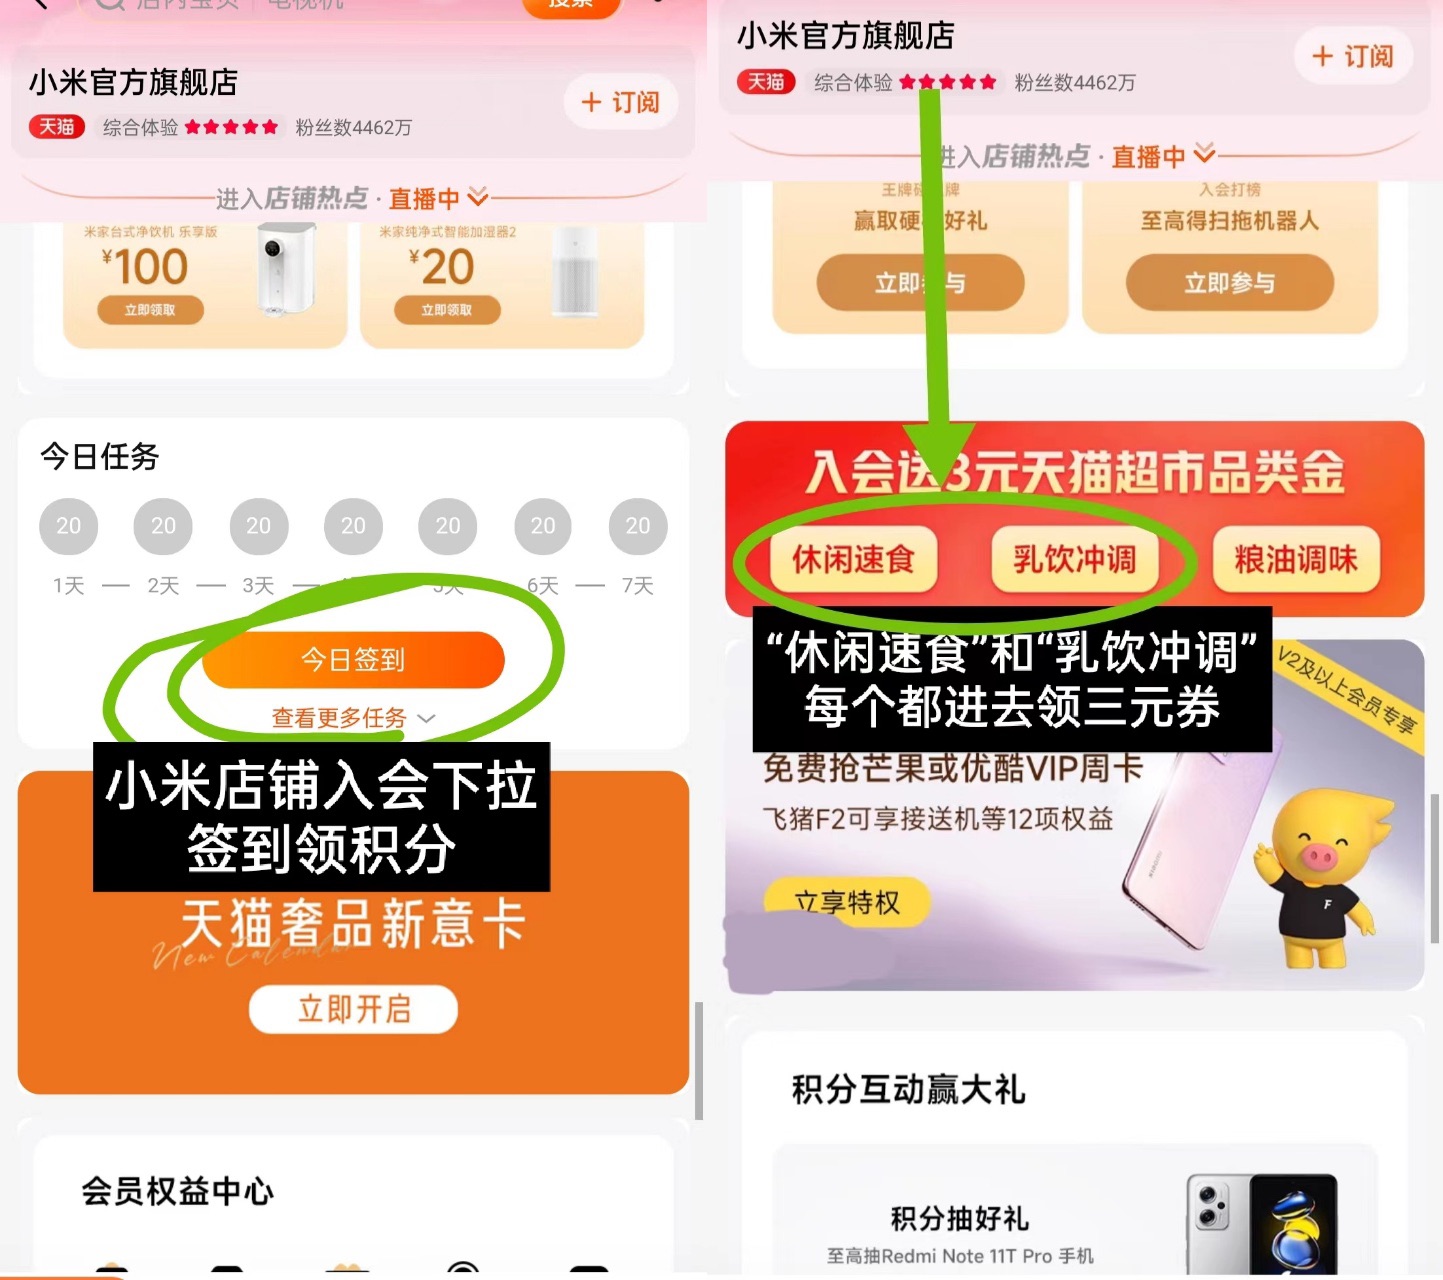 搜索
小米官方旗舰店
天猫 综合体验 粉丝数4462万
+ 订阅
进入店铺热点·直播中
米家台式净饮机 乐享版
¥100
立即领取
米家纯净式智能加湿器2
¥20
立即领取
今日任务
20 20 20 20 20 20 20
1天 2天 3天 5天 6天 7天
今日签到
查看更多任务
小米店铺入会下拉
签到领积分
天猫奢品新意卡
New Calendar
立即开启
会员权益中心
小米官方旗舰店
天猫 综合体验 粉丝数4462万
+ 订阅
进入店铺热点·直播中
赢取硬 好礼
立即参与
入会打榜
至高得扫拖机器人
立即参与
入会送3元天猫超市品类金
休闲速食 乳饮冲调 粮油调味
“休闲速食”和“乳饮冲调”
每个都进去领三元券
V2及以上会员专享
免费抢芒果或优酷VIP周卡
飞猪F2可享接送机等12项权益
立享特权
xiaomi
F
积分互动赢大礼
积分抽好礼
至高抽Redmi Note 11T Pro 手机